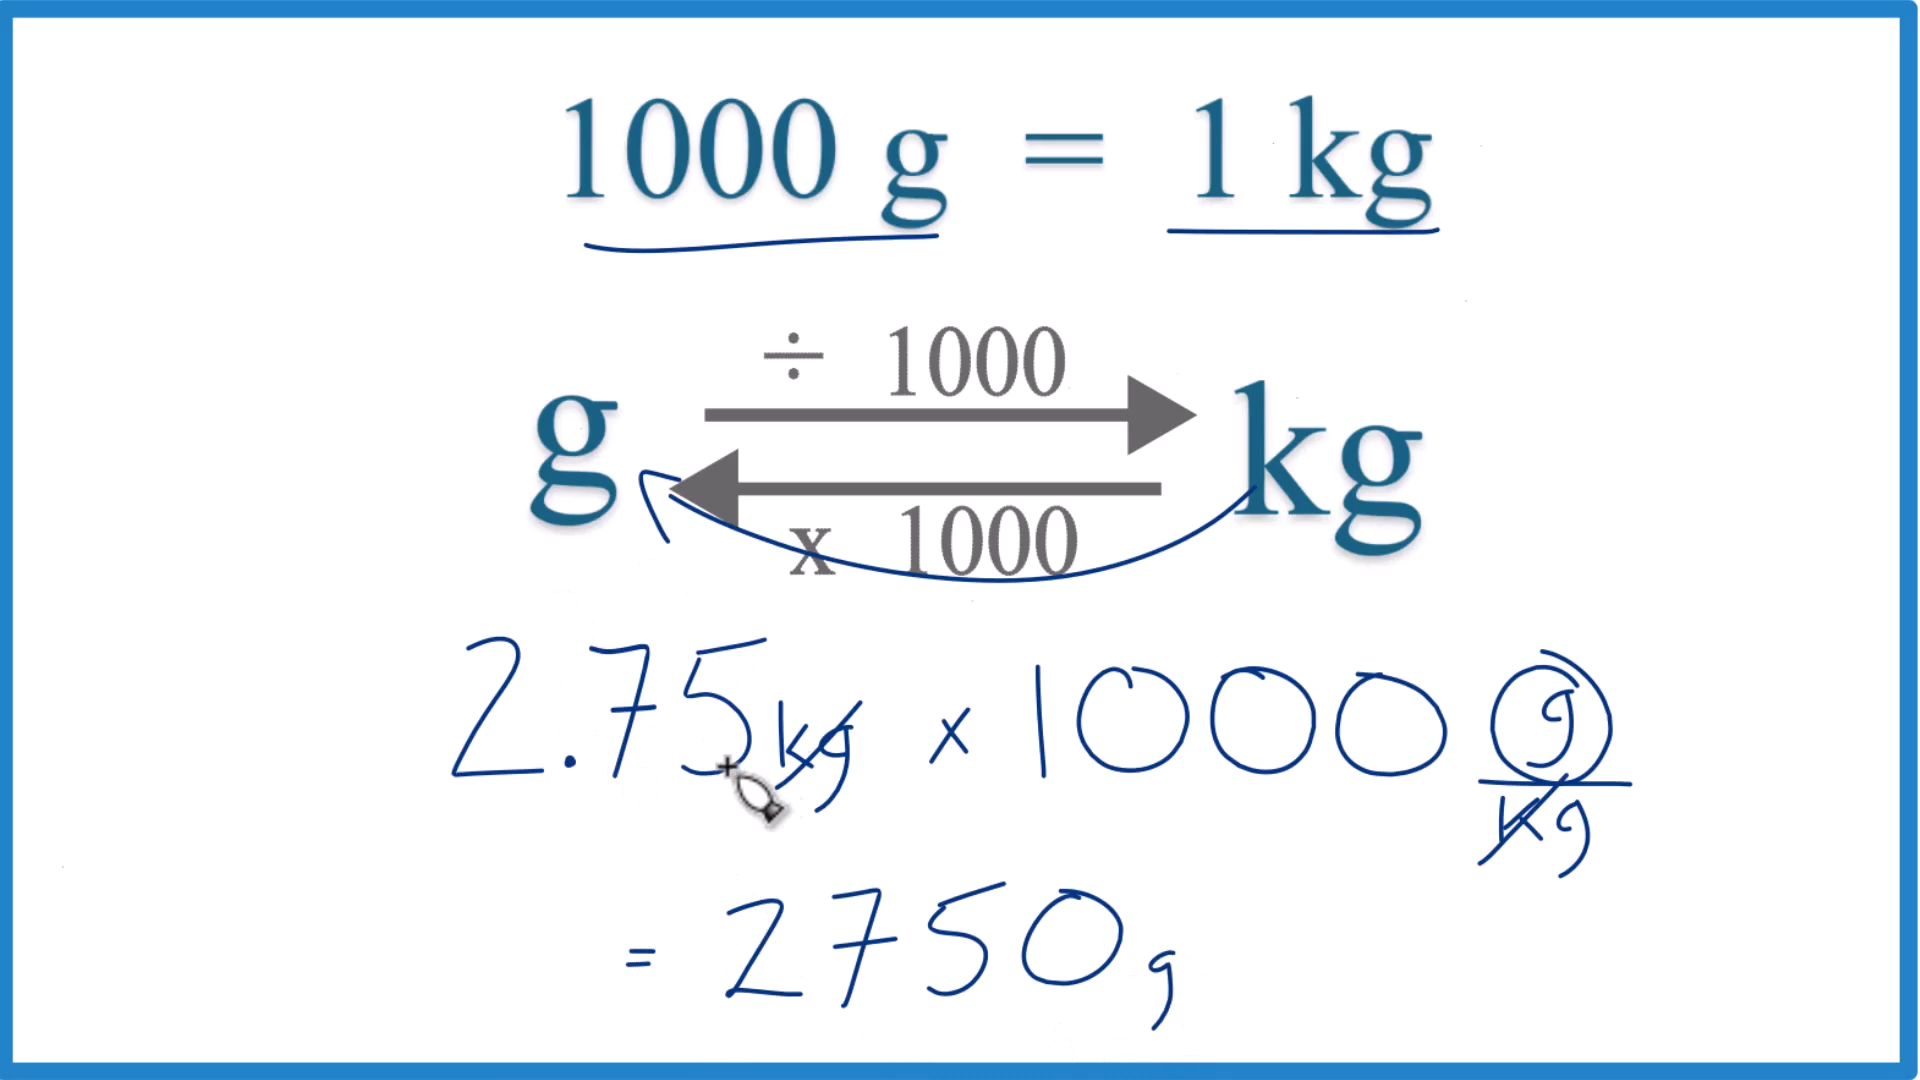 1000 g = 1 kg
÷ 1000
g kg
x 1000
2.75 kg x 1000 g
kg
= 2750 g